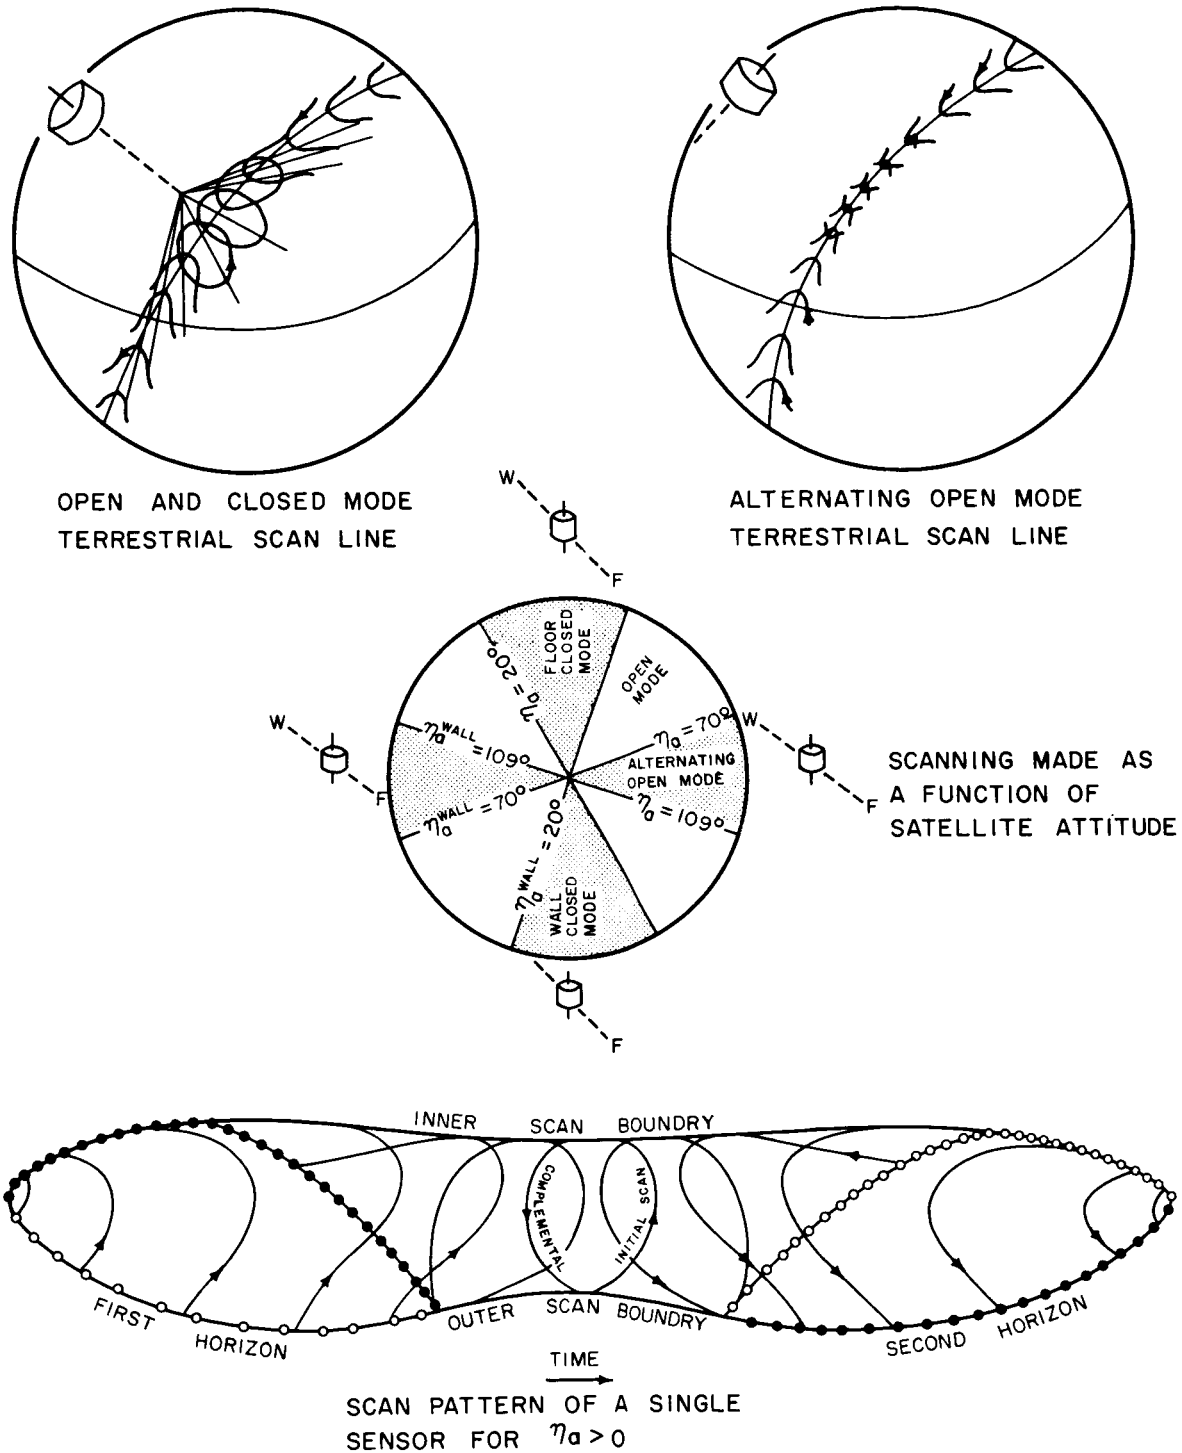 OPEN AND CLOSED MODE
TERRESTRIAL SCAN LINE
ALTERNATING OPEN MODE
TERRESTRIAL SCAN LINE
W
F
FLOOR
CLOSED
MODE
OPEN
MODE
ηa = 20°
ηa = 70°
W
F
W
F
ηa WALL = 109°
ALTERNATING
OPEN MODE
ηa WALL = 70°
ηa = 109°
ηa WALL = 20°
WALL
CLOSED
MODE
SCANNING MADE AS
A FUNCTION OF
SATELLITE ATTITUDE
F
INNER SCAN BOUNDRY
COMPLEMENTAL
INITIAL SCAN
FIRST HORIZON
OUTER SCAN BOUNDRY
SECOND HORIZON
TIME
SCAN PATTERN OF A SINGLE
SENSOR FOR ηa > 0